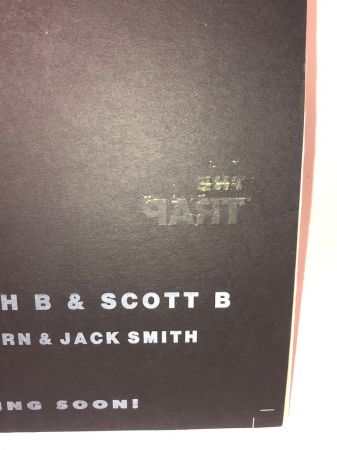 THE
TRAP
H B & SCOTT B
RN & JACK SMITH
ING SOON!